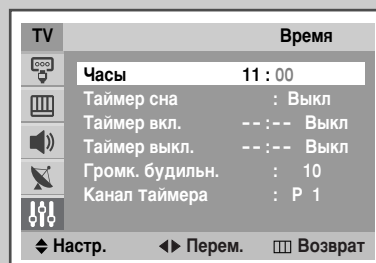 TV Время
Часы 11 : 00
Таймер сна : Выкл
Таймер вкл. --:-- Выкл
Таймер выкл. --:-- Выкл
Громк. будильн. : 10
Канал таймера : P 1
Настр. Перем. Возврат